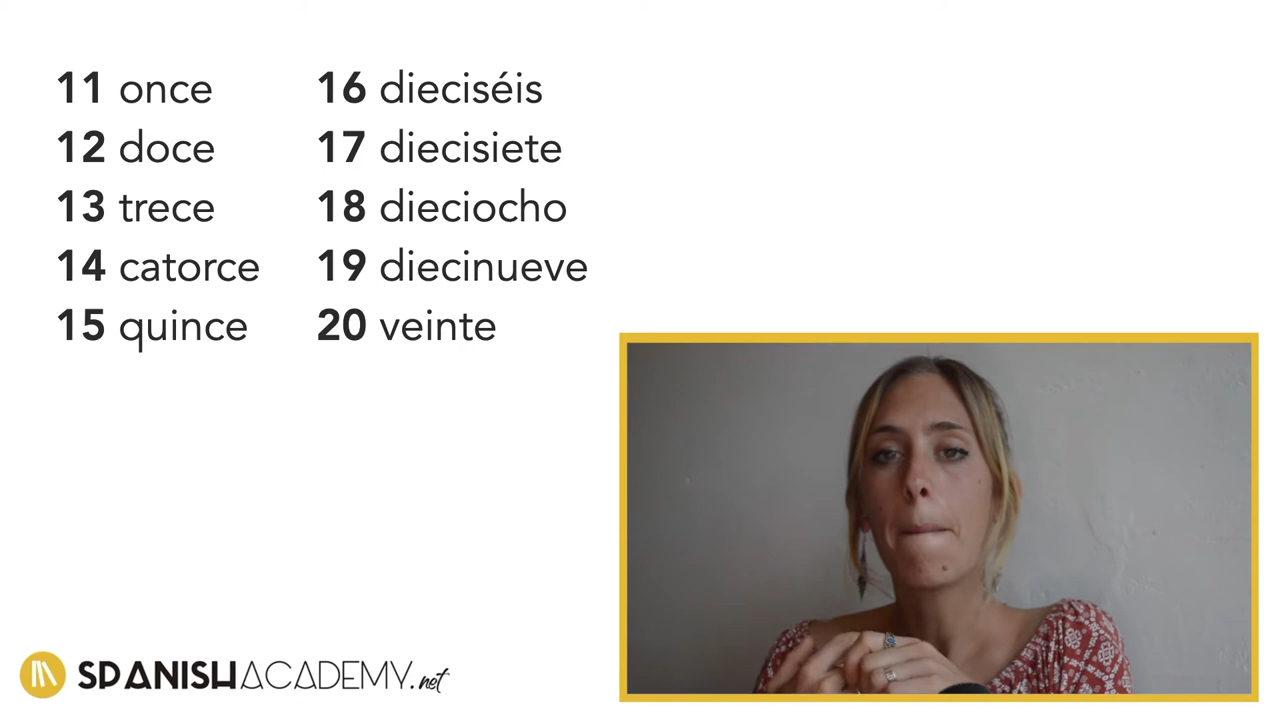 11 once
12 doce
13 trece
14 catorce
15 quince
16 dieciséis
17 diecisiete
18 dieciocho
19 diecinueve
20 veinte
SPANISHACADEMY.net